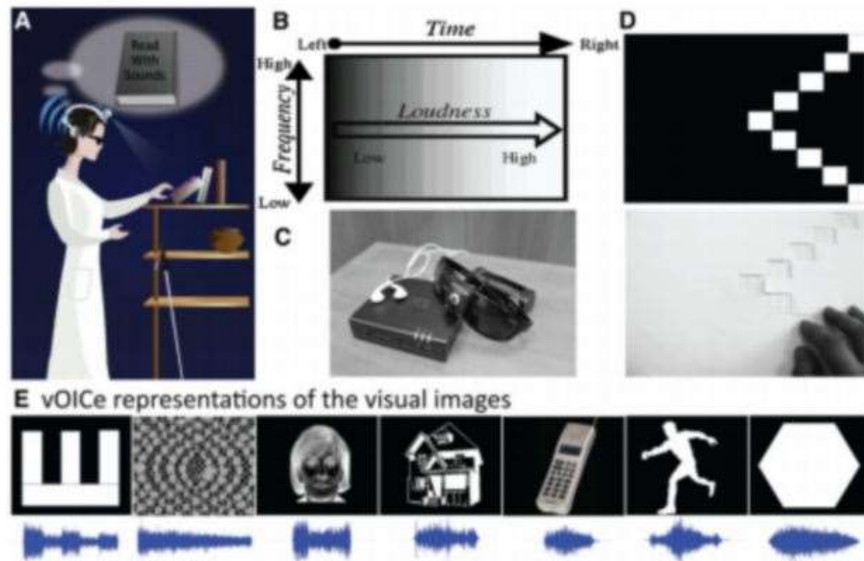 A
Read
With
Sounds
B
Time
Left
Right
High
Frequency
Loudness
Low
High
Low
C
D
E vOICe representations of the visual images